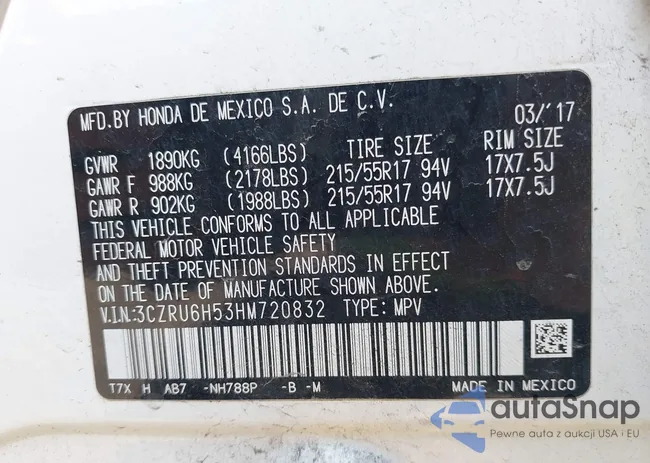 MFD.BY HONDA DE MEXICO S.A. DE C.V. 03/'17
GVWR 1890KG (4166LBS) TIRE SIZE RIM SIZE
GAWR F 988KG (2178LBS) 215/55R17 94V 17X7.5J
GAWR R 902KG (1988LBS) 215/55R17 94V 17X7.5J
THIS VEHICLE CONFORMS TO ALL APPLICABLE
FEDERAL MOTOR VEHICLE SAFETY
AND THEFT PREVENTION STANDARDS IN EFFECT
ON THE DATE OF MANUFACTURE SHOWN ABOVE.
V.I.N.:3CZRU6H53HM720832 TYPE: MPV
T7X H AB7 -NH788P -B -M MADE IN MEXICO
autaSnap
Pewne auta z aukcji USA i EU